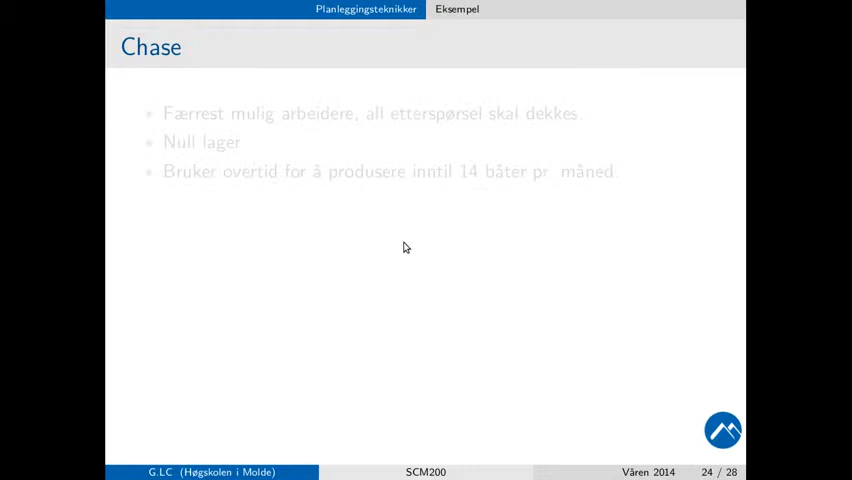 Planleggingsteknikker Eksempel
Chase
Færrest mulig arbeidere, all etterspørsel skal dekkes.
Null lager
Bruker overtid for å produsere inntil 14 båter pr. måned.
G.LC (Høgskolen i Molde) SCM200 Våren 2014 24 / 28